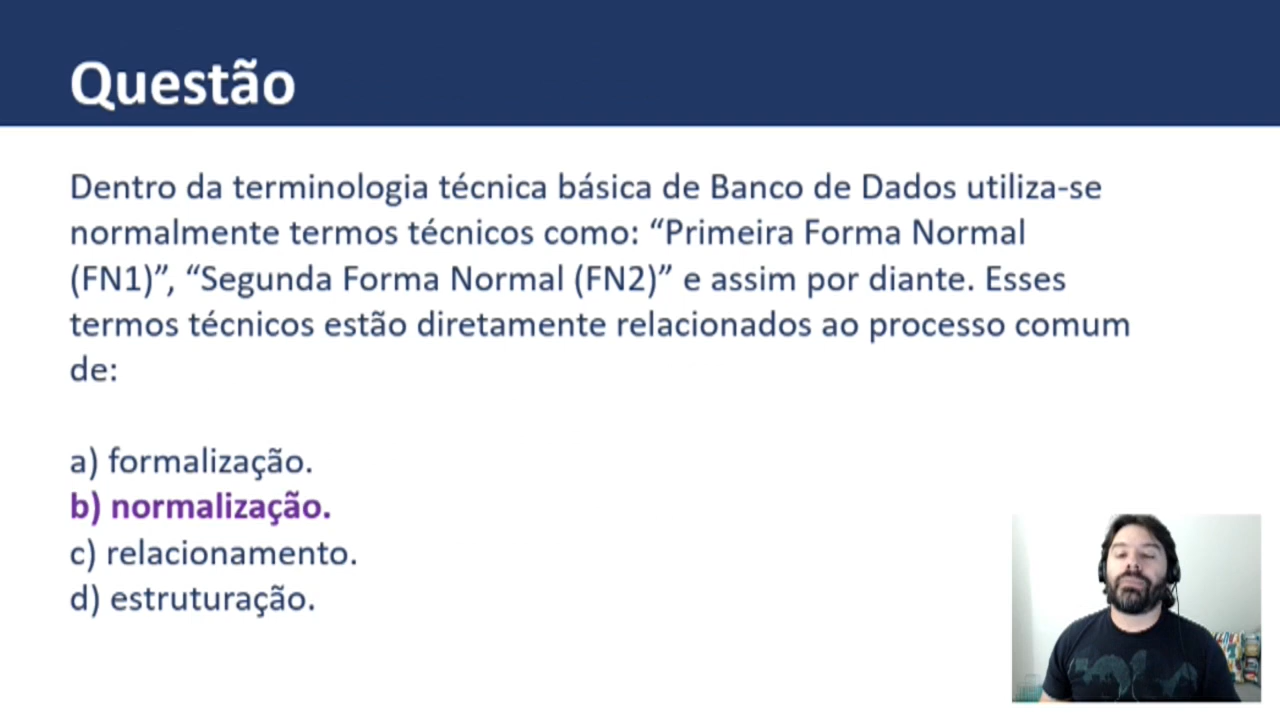 Questão
Dentro da terminologia técnica básica de Banco de Dados utiliza-se
normalmente termos técnicos como: “Primeira Forma Normal
(FN1)”, “Segunda Forma Normal (FN2)” e assim por diante. Esses
termos técnicos estão diretamente relacionados ao processo comum
de:
a) formalização.
b) normalização.
c) relacionamento.
d) estruturação.